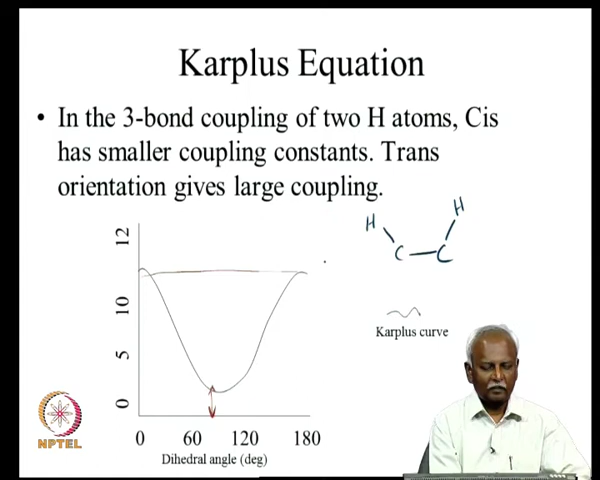 Karplus Equation
• In the 3-bond coupling of two H atoms, Cis
has smaller coupling constants. Trans
orientation gives large coupling.
H
H
C — C
12
10
5
0
Karplus curve
0 60 120 180
Dihedral angle (deg)
NPTEL